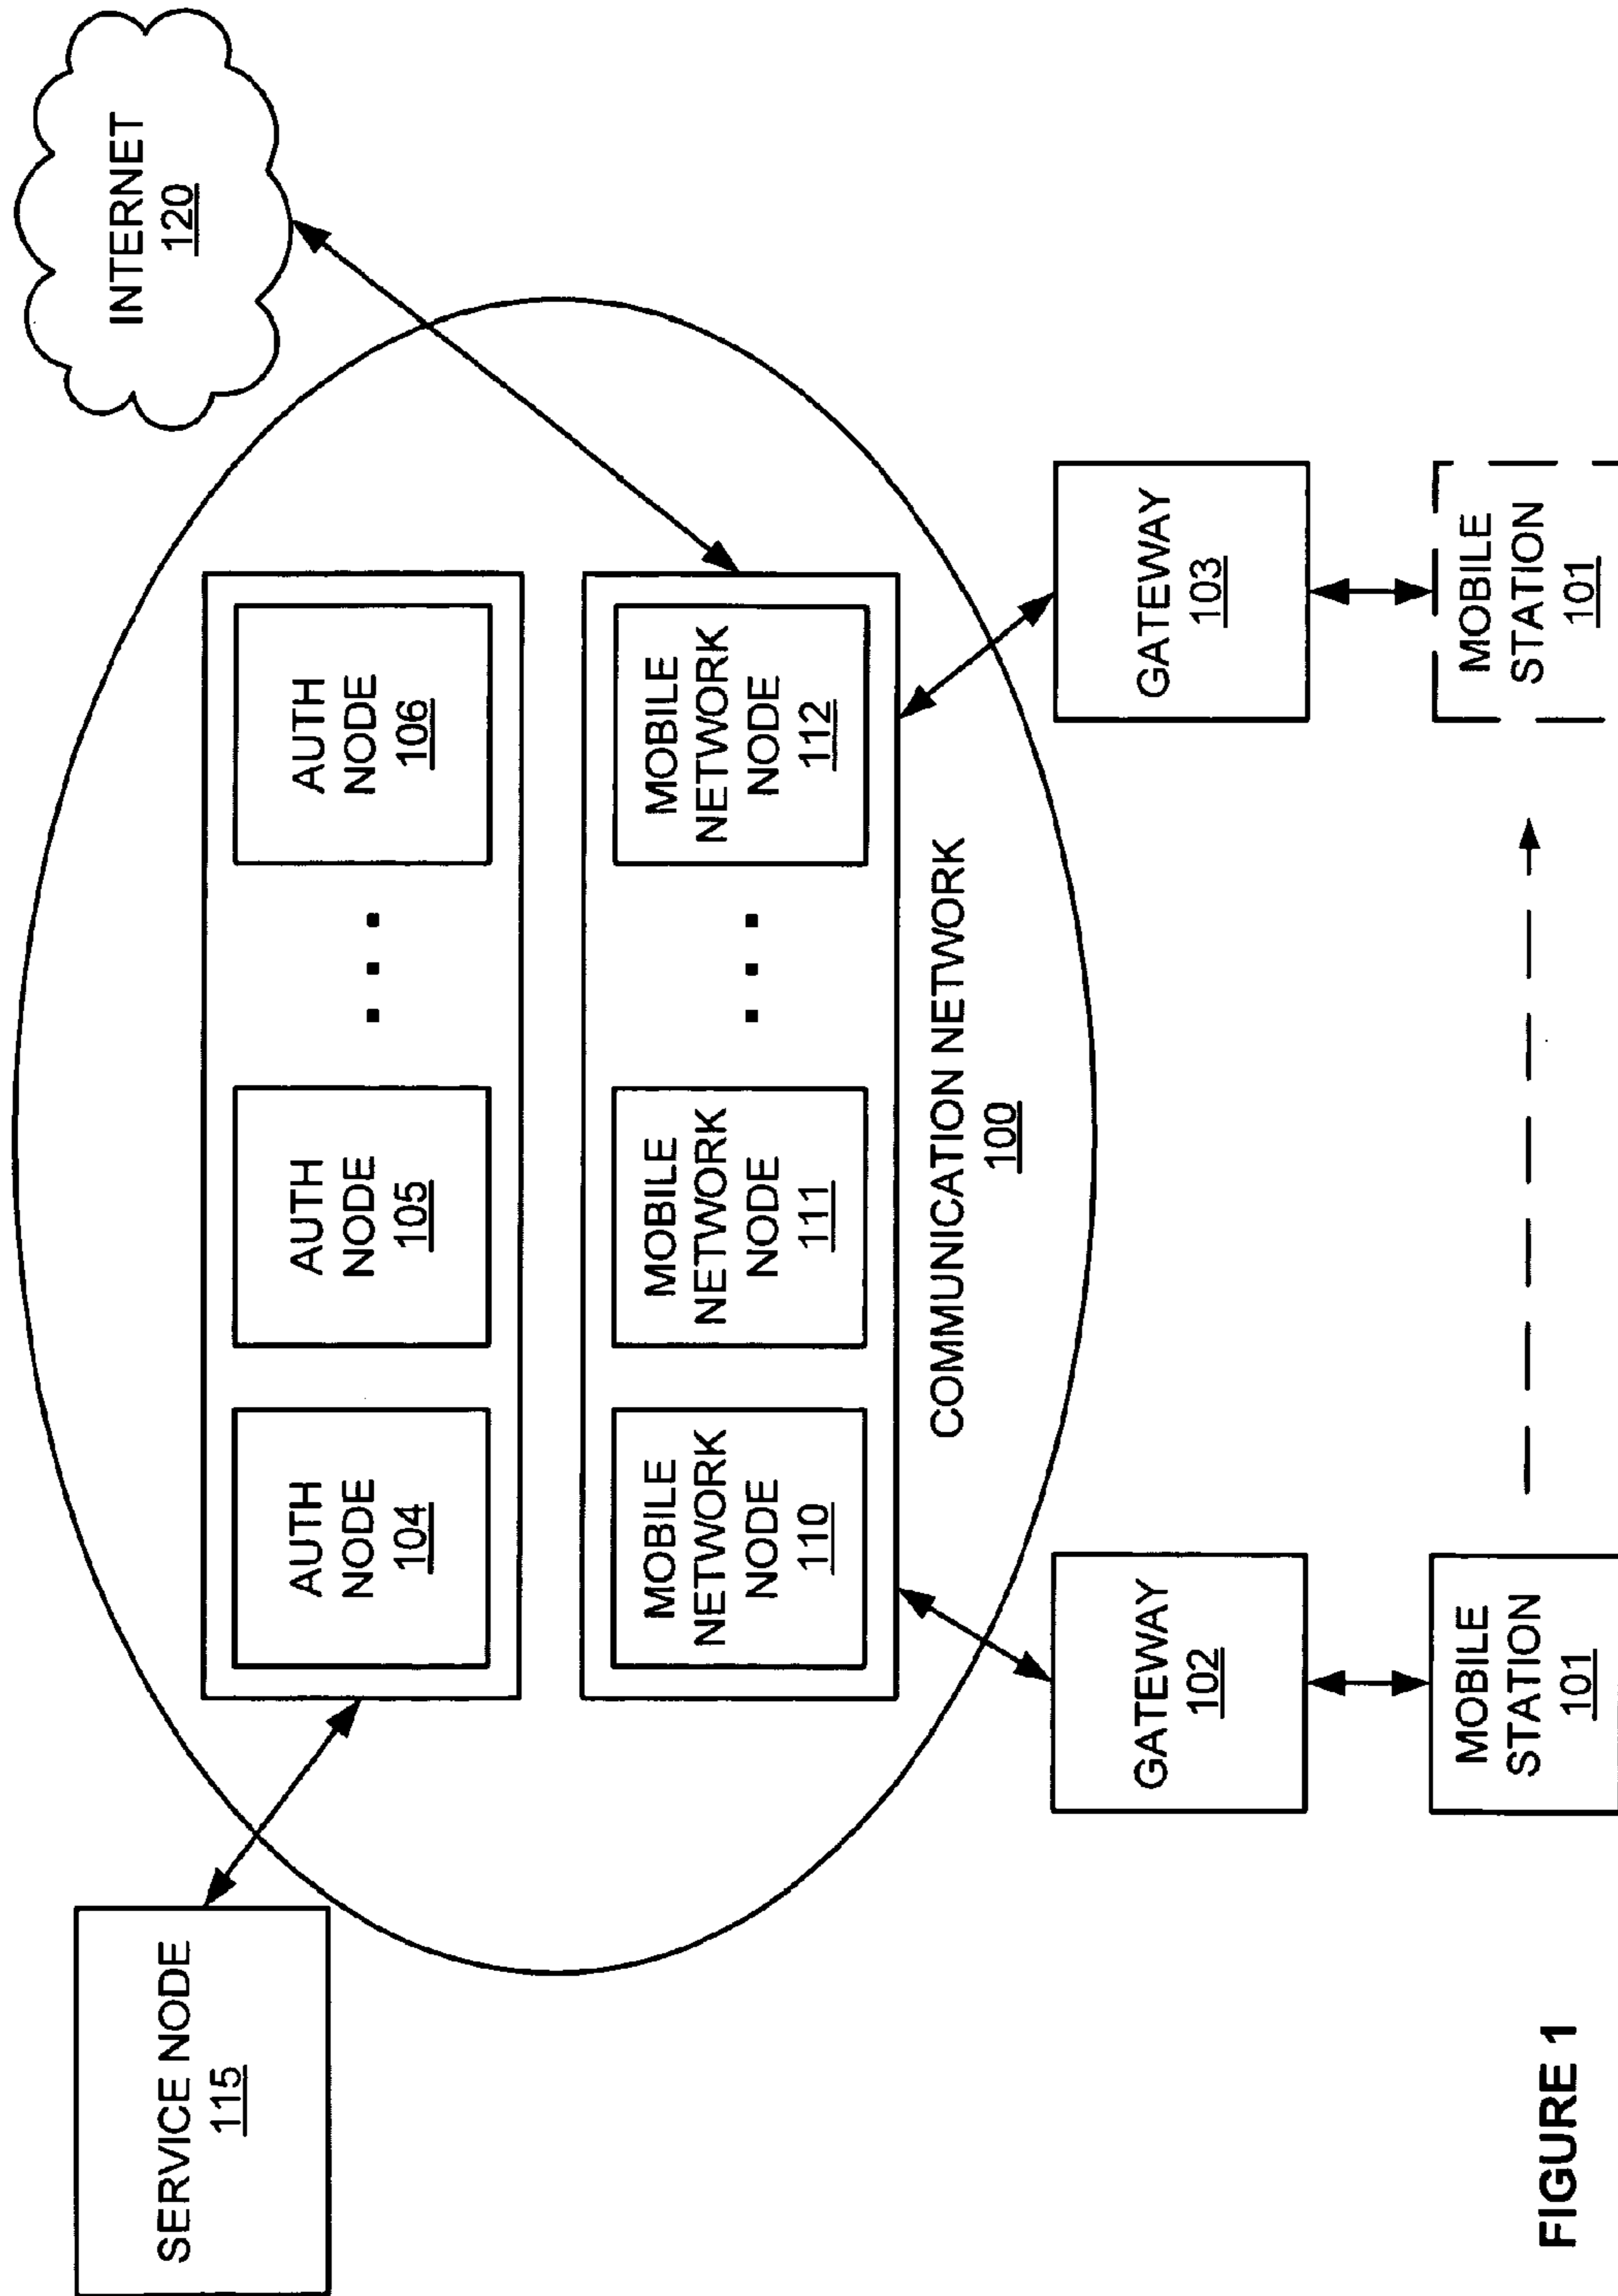 SERVICE NODE
115
INTERNET
120
AUTH
NODE
104
AUTH
NODE
105
. . .
AUTH
NODE
106
MOBILE
NETWORK
NODE
110
MOBILE
NETWORK
NODE
111
. . .
MOBILE
NETWORK
NODE
112
COMMUNICATION NETWORK
100
GATEWAY
102
GATEWAY
103
MOBILE
STATION
101
MOBILE
STATION
101
FIGURE 1